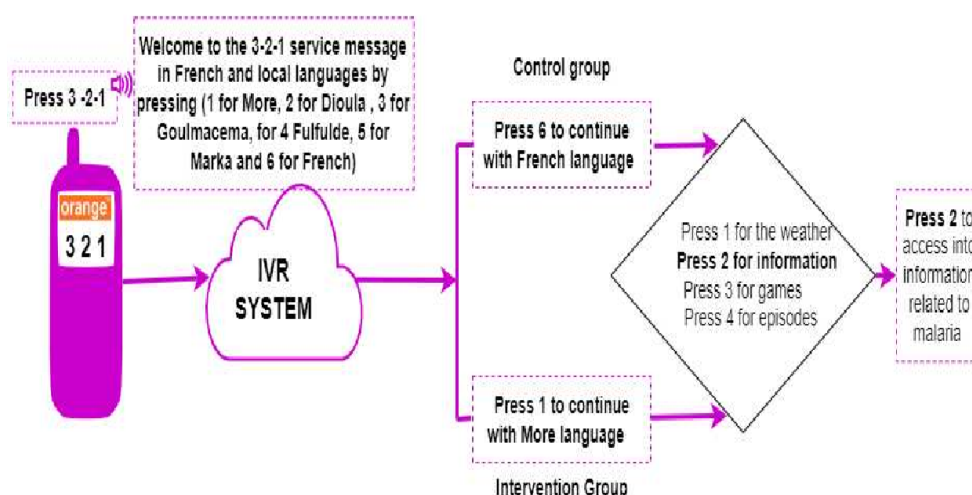 Press 3 -2-1
Welcome to the 3-2-1 service message
in French and local languages by
pressing (1 for More, 2 for Dioula , 3 for
Goulmacema, for 4 Fulfulde, 5 for
Marka and 6 for French)
orange
3 2 1
IVR
SYSTEM
Control group
Press 6 to continue
with French language
Press 1 for the weather
Press 2 for information
Press 3 for games
Press 4 for episodes
Press 2 to
access into
information
related to
malaria
Press 1 to continue
with More language
Intervention Group